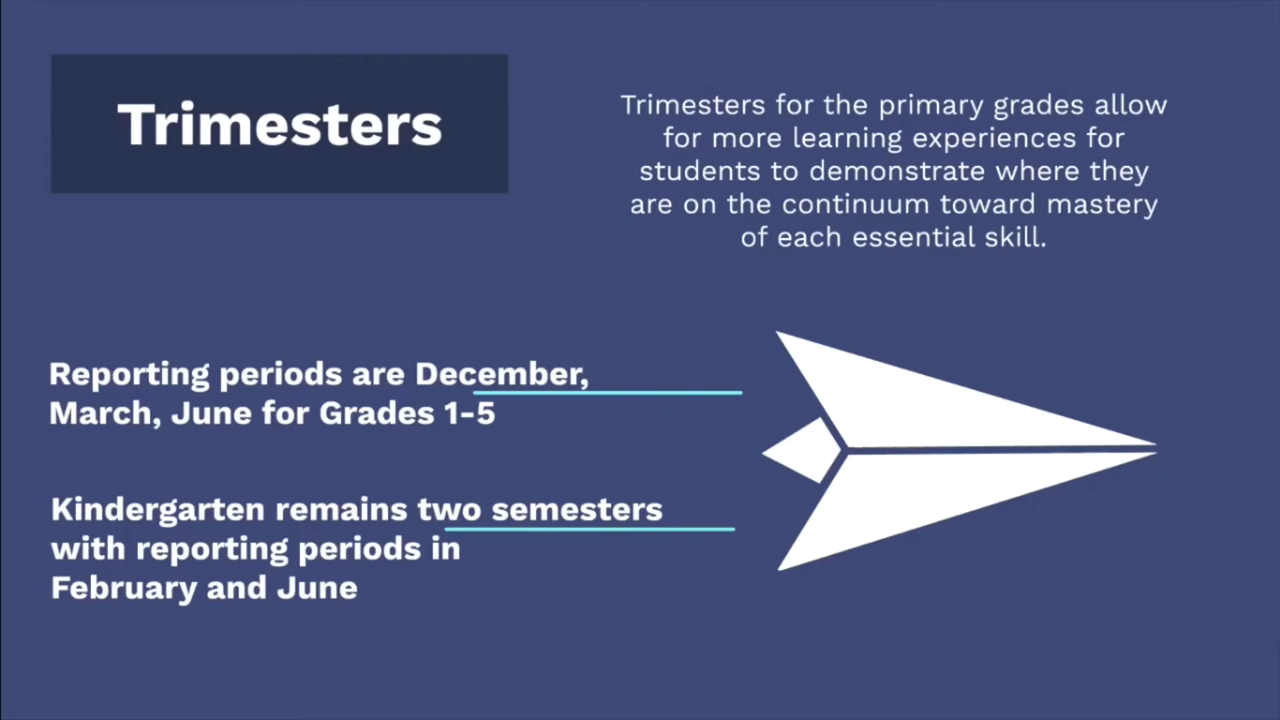 Trimesters
Trimesters for the primary grades allow
for more learning experiences for
students to demonstrate where they
are on the continuum toward mastery
of each essential skill.
Reporting periods are December,
March, June for Grades 1-5
Kindergarten remains two semesters
with reporting periods in
February and June